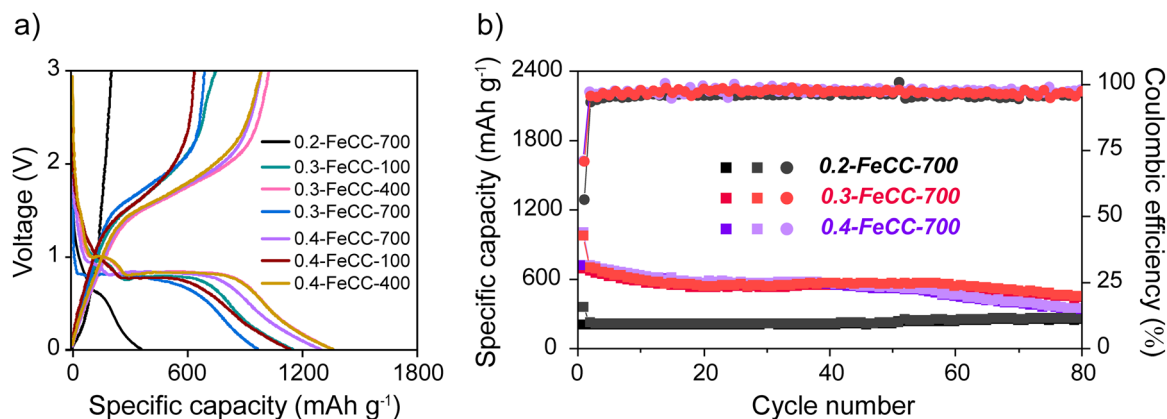 a)
3
2
1
0
Voltage (V)
0
600
1200
1800
Specific capacity (mAh g⁻¹)
0.2-FeCC-700
0.3-FeCC-100
0.3-FeCC-400
0.3-FeCC-700
0.4-FeCC-700
0.4-FeCC-100
0.4-FeCC-400
b)
2400
1800
1200
600
0
Specific capacity (mAh g⁻¹)
0
20
40
60
80
Cycle number
0.2-FeCC-700
0.3-FeCC-700
0.4-FeCC-700
100
75
50
25
0
Coulombic efficiency (%)